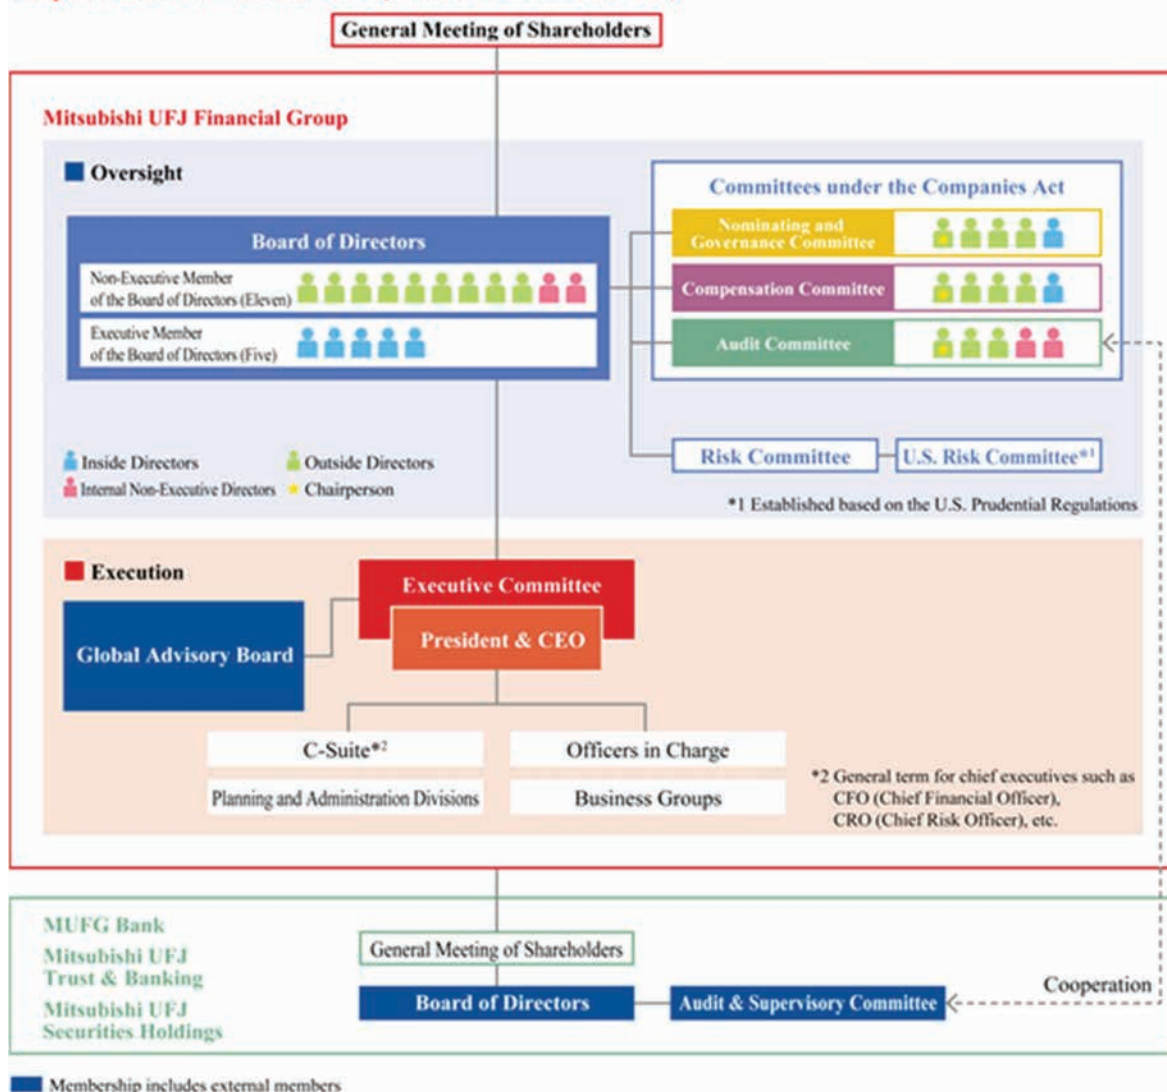 General Meeting of Shareholders
Mitsubishi UFJ Financial Group
Oversight
Board of Directors
Non-Executive Member
of the Board of Directors (Eleven)
Executive Member
of the Board of Directors (Five)
Committees under the Companies Act
Nominating and
Governance Committee
Compensation Committee
Audit Committee
Inside Directors
Outside Directors
Internal Non-Executive Directors
Chairperson
Risk Committee
U.S. Risk Committee*1
*1 Established based on the U.S. Prudential Regulations
Execution
Executive Committee
President & CEO
Global Advisory Board
C-Suite*2
Officers in Charge
Planning and Administration Divisions
Business Groups
*2 General term for chief executives such as
CFO (Chief Financial Officer),
CRO (Chief Risk Officer), etc.
MUFG Bank
Mitsubishi UFJ
Trust & Banking
Mitsubishi UFJ
Securities Holdings
General Meeting of Shareholders
Board of Directors
Audit & Supervisory Committee
Cooperation
Membership includes external members